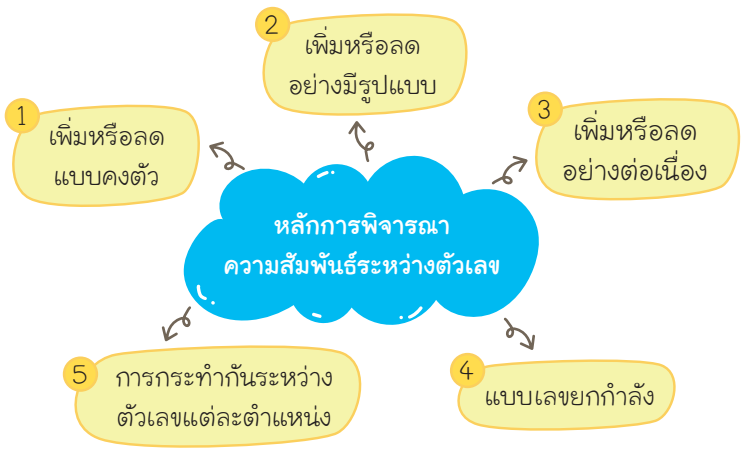 หลักการพิจารณา
ความสัมพันธ์ระหว่างตัวเลข
1
เพิ่มหรือลด
แบบคงตัว
2
เพิ่มหรือลด
อย่างมีรูปแบบ
3
เพิ่มหรือลด
อย่างต่อเนื่อง
4
แบบเลขยกกำลัง
5
การกระทำกันระหว่าง
ตัวเลขแต่ละตำแหน่ง